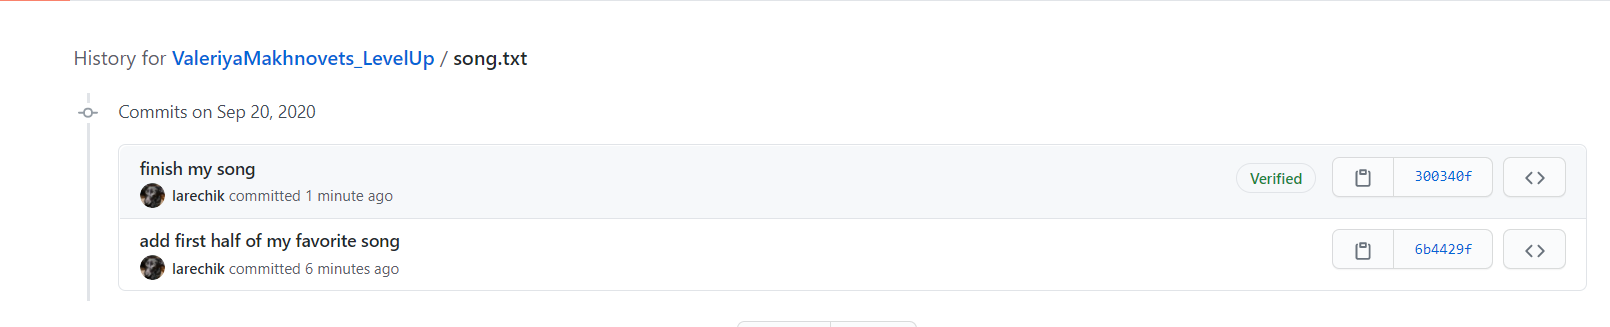 History for ValeriyaMakhnovets_LevelUp / song.txt
Commits on Sep 20, 2020
finish my song
larechik committed 1 minute ago
Verified
300340f
add first half of my favorite song
larechik committed 6 minutes ago
6b4429f